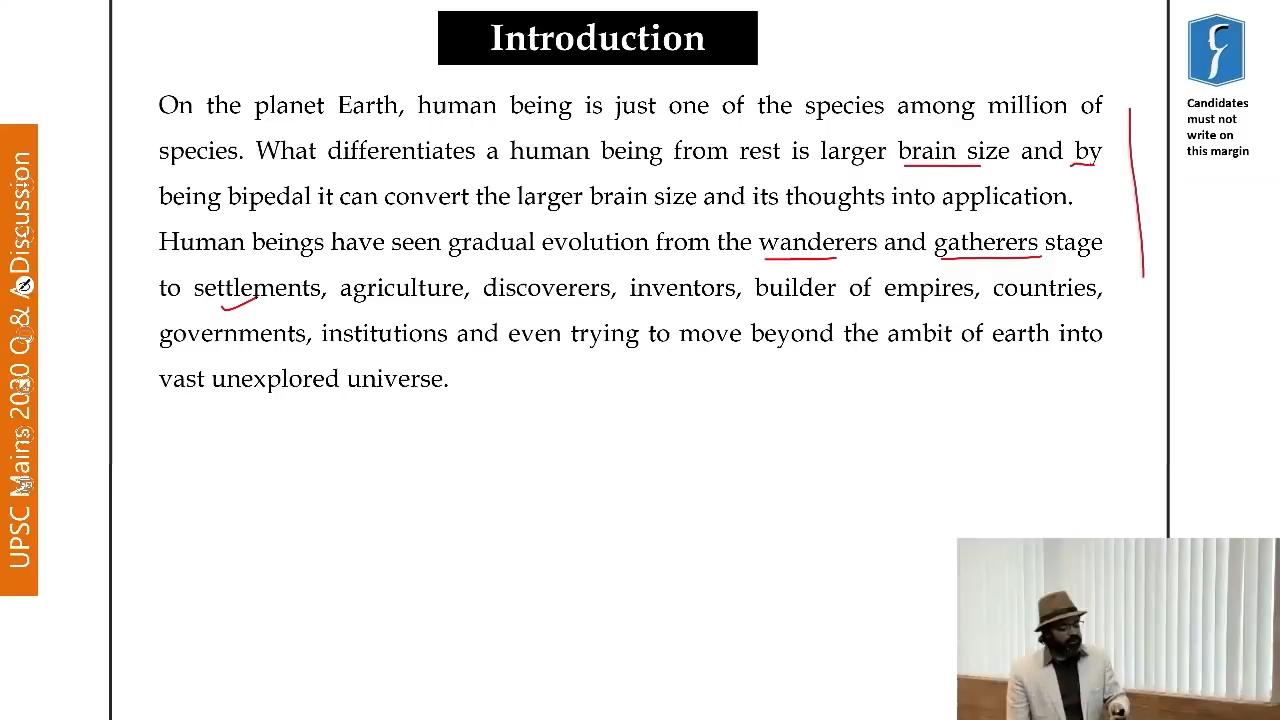 Introduction
On the planet Earth, human being is just one of the species among million of
species. What differentiates a human being from rest is larger brain size and by
being bipedal it can convert the larger brain size and its thoughts into application.
Human beings have seen gradual evolution from the wanderers and gatherers stage
to settlements, agriculture, discoverers, inventors, builder of empires, countries,
governments, institutions and even trying to move beyond the ambit of earth into
vast unexplored universe.
Candidates
must not
write on
this margin
UPSC Mains 2020 Q & A Discussion